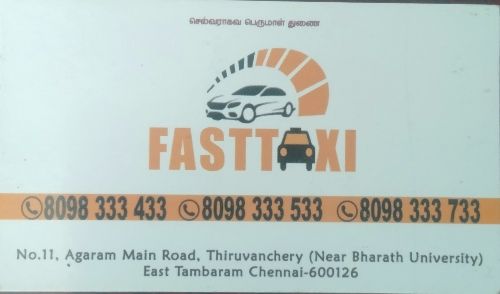 செல்வராகவ பெருமாள் துணை
FASTTAXI
8098 333 433 8098 333 533 8098 333 733
No.11, Agaram Main Road, Thiruvanchery (Near Bharath University)
East Tambaram Chennai-600126